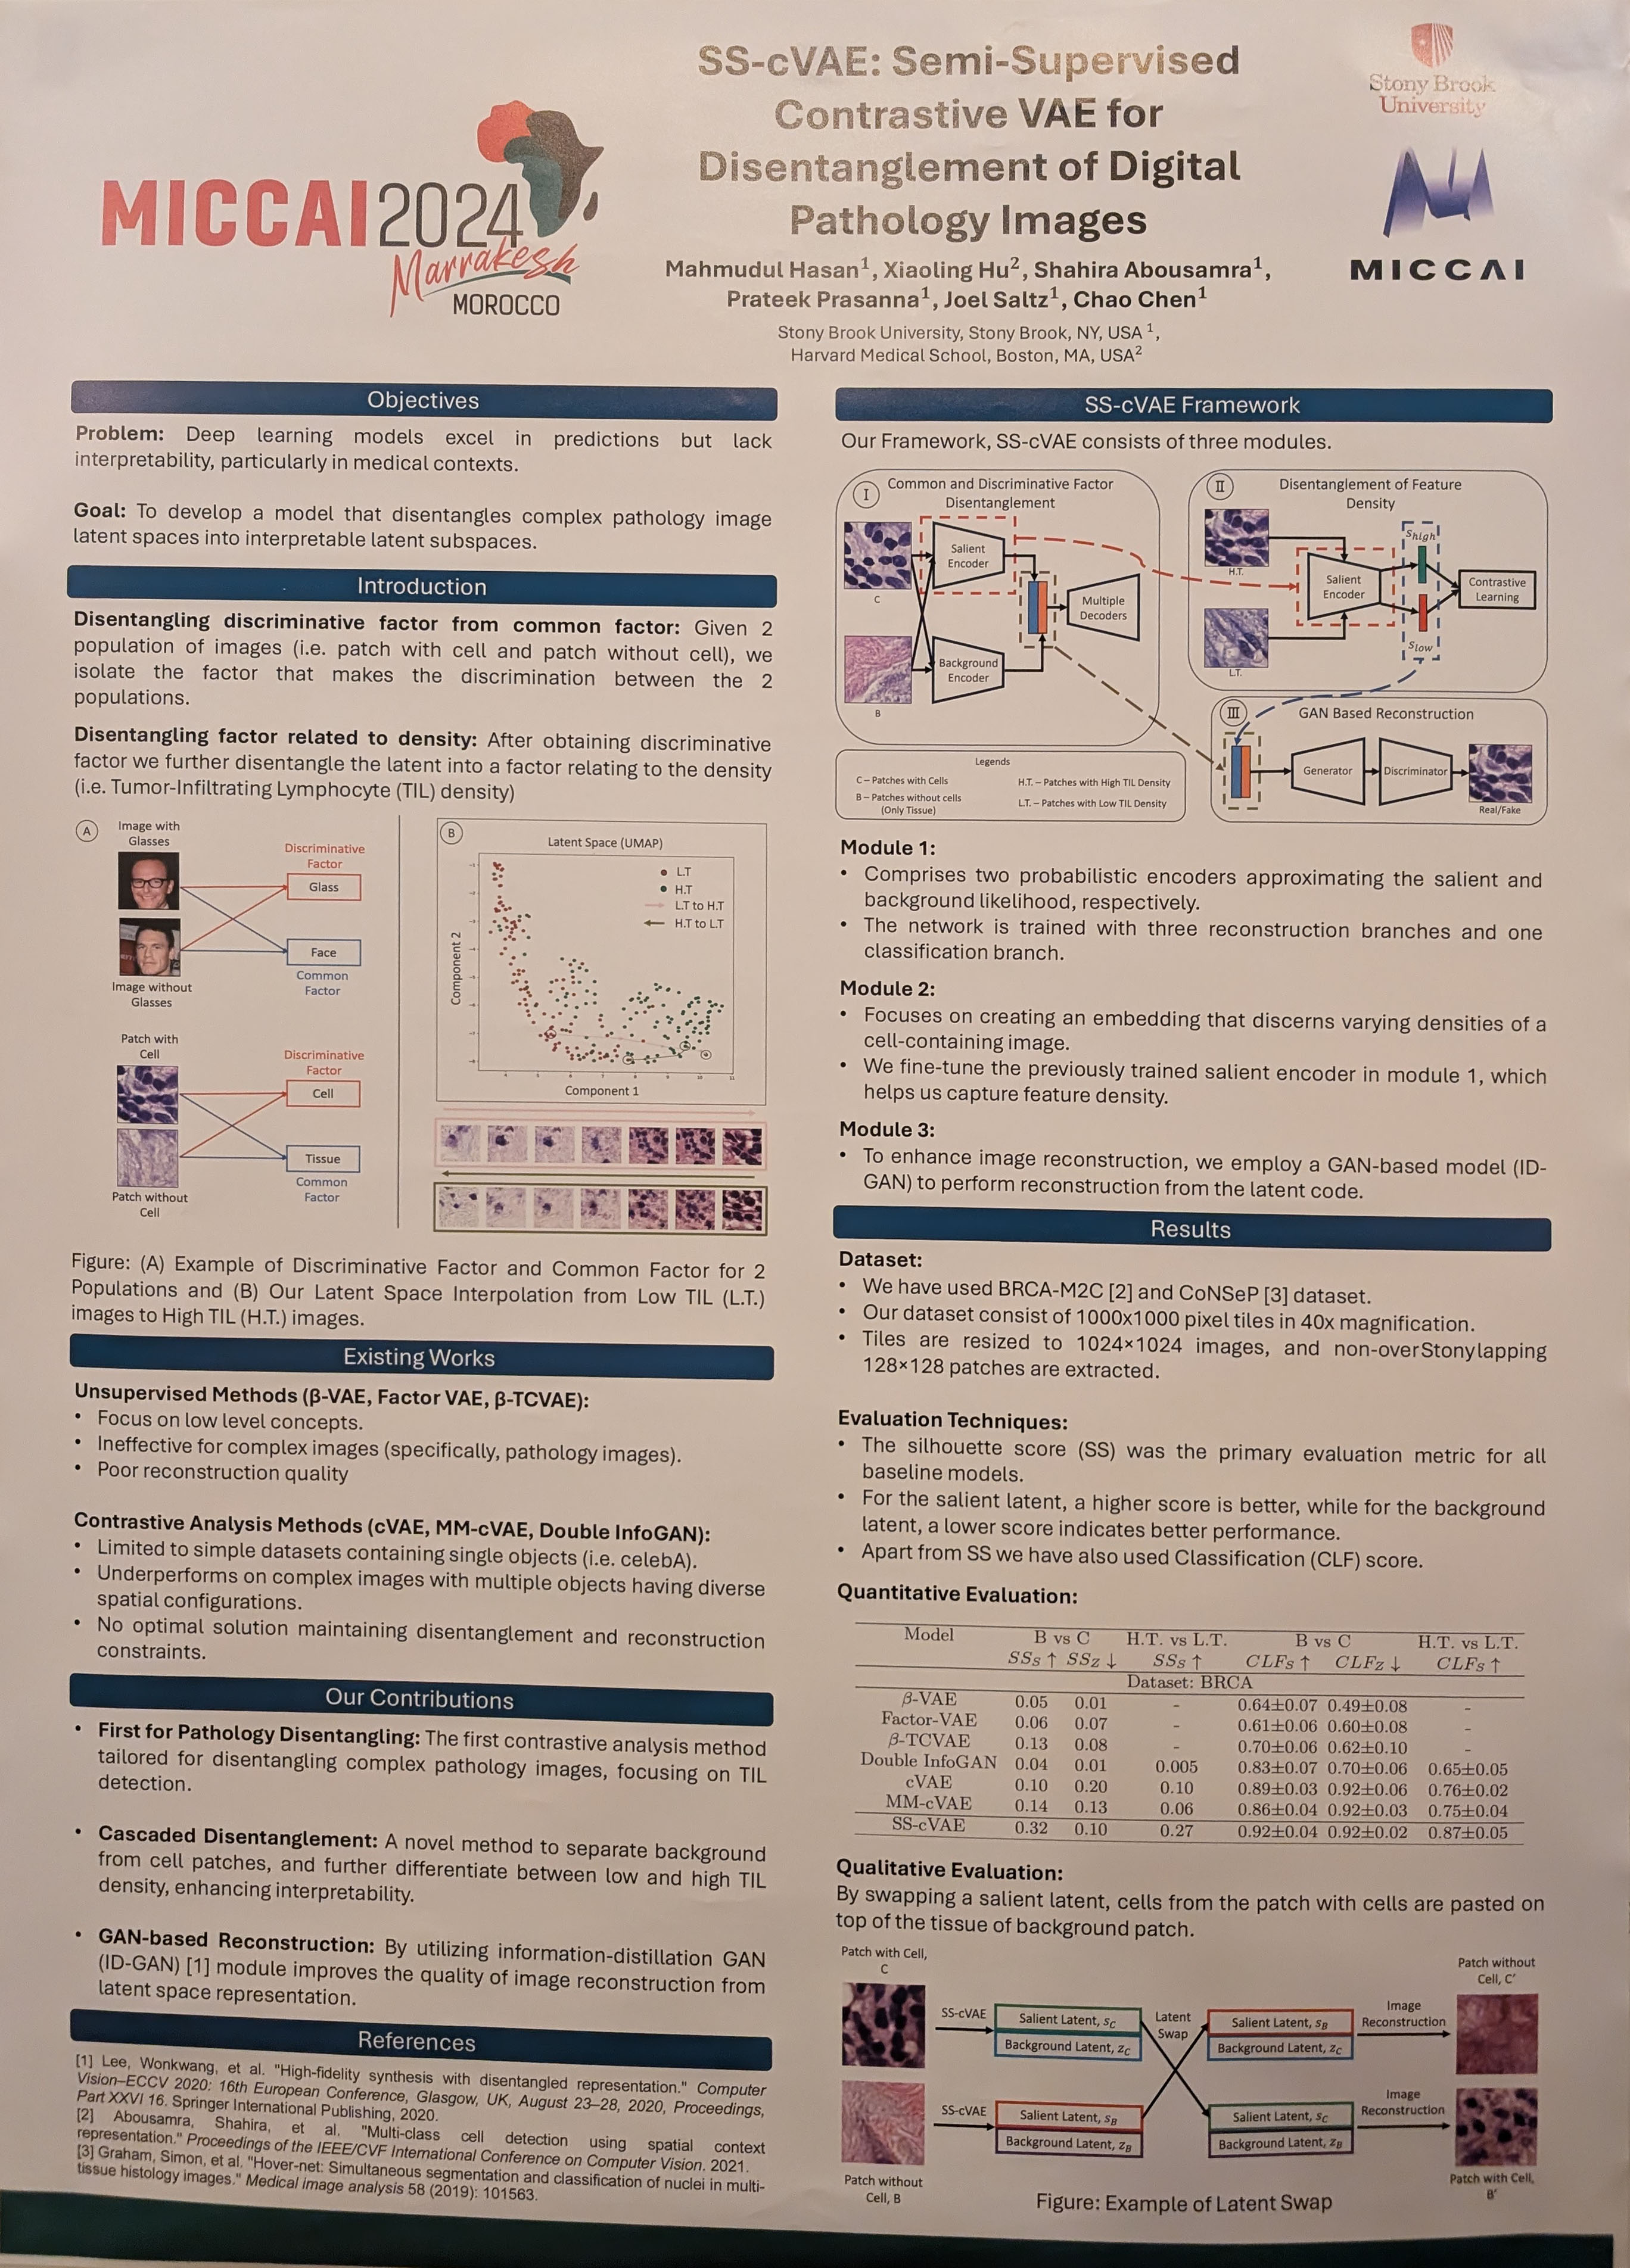 MICCAI2024
Marrakesh
MOROCCO
SS-cVAE: Semi-Supervised
Contrastive VAE for
Disentanglement of Digital
Pathology Images
Mahmudul Hasan¹, Xiaoling Hu², Shahira Abousamra¹,
Prateek Prasanna¹, Joel Saltz¹, Chao Chen¹
Stony Brook University, Stony Brook, NY, USA ¹,
Harvard Medical School, Boston, MA, USA²
Stony Brook
University
MICCAI
Objectives
Problem: Deep learning models excel in predictions but lack
interpretability, particularly in medical contexts.
Goal: To develop a model that disentangles complex pathology image
latent spaces into interpretable latent subspaces.
Introduction
Disentangling discriminative factor from common factor: Given 2
population of images (i.e. patch with cell and patch without cell), we
isolate the factor that makes the discrimination between the 2
populations.
Disentangling factor related to density: After obtaining discriminative
factor we further disentangle the latent into a factor relating to the density
(i.e. Tumor-Infiltrating Lymphocyte (TIL) density)
A
Image with
Glasses
Discriminative
Factor
Glass
Face
Common
Factor
Image without
Glasses
Patch with
Cell
Discriminative
Factor
Cell
Tissue
Common
Factor
Patch without
Cell
B
Latent Space (UMAP)
L.T
H.T
L.T to H.T
H.T to L.T
Component 2
Component 1
Figure: (A) Example of Discriminative Factor and Common Factor for 2
Populations and (B) Our Latent Space Interpolation from Low TIL (L.T.)
images to High TIL (H.T.) images.
Existing Works
Unsupervised Methods (β-VAE, Factor VAE, β-TCVAE):
• Focus on low level concepts.
• Ineffective for complex images (specifically, pathology images).
• Poor reconstruction quality
Contrastive Analysis Methods (cVAE, MM-cVAE, Double InfoGAN):
• Limited to simple datasets containing single objects (i.e. celebA).
• Underperforms on complex images with multiple objects having diverse
spatial configurations.
• No optimal solution maintaining disentanglement and reconstruction
constraints.
Our Contributions
• First for Pathology Disentangling: The first contrastive analysis method
tailored for disentangling complex pathology images, focusing on TIL
detection.
• Cascaded Disentanglement: A novel method to separate background
from cell patches, and further differentiate between low and high TIL
density, enhancing interpretability.
• GAN-based Reconstruction: By utilizing information-distillation GAN
(ID-GAN) [1] module improves the quality of image reconstruction from
latent space representation.
References
[1] Lee, Wonkwang, et al. "High-fidelity synthesis with disentangled representation." Computer
Vision–ECCV 2020: 16th European Conference, Glasgow, UK, August 23–28, 2020, Proceedings,
Part XXVI 16. Springer International Publishing, 2020.
[2] Abousamra, Shahira, et al. "Multi-class cell detection using spatial context
representation." Proceedings of the IEEE/CVF International Conference on Computer Vision. 2021.
[3] Graham, Simon, et al. "Hover-net: Simultaneous segmentation and classification of nuclei in multi-
tissue histology images." Medical image analysis 58 (2019): 101563.
SS-cVAE Framework
Our Framework, SS-cVAE consists of three modules.
I
Common and Discriminative Factor
Disentanglement
C
Salient
Encoder
Multiple
Decoders
B
Background
Encoder
II
Disentanglement of Feature
Density
H.T.
L.T.
Salient
Encoder
S_high
S_low
Contrastive
Learning
III
GAN Based Reconstruction
Generator
Discriminator
Real/Fake
Legends
C – Patches with Cells
B – Patches without cells
(Only Tissue)
H.T. – Patches with High TIL Density
L.T. – Patches with Low TIL Density
Module 1:
• Comprises two probabilistic encoders approximating the salient and
background likelihood, respectively.
• The network is trained with three reconstruction branches and one
classification branch.
Module 2:
• Focuses on creating an embedding that discerns varying densities of a
cell-containing image.
• We fine-tune the previously trained salient encoder in module 1, which
helps us capture feature density.
Module 3:
• To enhance image reconstruction, we employ a GAN-based model (ID-
GAN) to perform reconstruction from the latent code.
Results
Dataset:
• We have used BRCA-M2C [2] and CoNSeP [3] dataset.
• Our dataset consist of 1000x1000 pixel tiles in 40x magnification.
• Tiles are resized to 1024×1024 images, and non-overStonylapping
128×128 patches are extracted.
Evaluation Techniques:
• The silhouette score (SS) was the primary evaluation metric for all
baseline models.
• For the salient latent, a higher score is better, while for the background
latent, a lower score indicates better performance.
• Apart from SS we have also used Classification (CLF) score.
Quantitative Evaluation:
Model B vs C H.T. vs L.T. B vs C H.T. vs L.T.
SS_S ↑ SS_Z ↓ SS_S ↑ CLF_S ↑ CLF_Z ↓ CLF_S ↑
Dataset: BRCA
β-VAE 0.05 0.01 - 0.64±0.07 0.49±0.08 -
Factor-VAE 0.06 0.07 - 0.61±0.06 0.60±0.08 -
β-TCVAE 0.13 0.08 - 0.70±0.06 0.62±0.10 -
Double InfoGAN 0.04 0.01 0.005 0.83±0.07 0.70±0.06 0.65±0.05
cVAE 0.10 0.20 0.10 0.89±0.03 0.92±0.06 0.76±0.02
MM-cVAE 0.14 0.13 0.06 0.86±0.04 0.92±0.03 0.75±0.04
SS-cVAE 0.32 0.10 0.27 0.92±0.04 0.92±0.02 0.87±0.05
Qualitative Evaluation:
By swapping a salient latent, cells from the patch with cells are pasted on
top of the tissue of background patch.
Patch with Cell,
C
SS-cVAE
Salient Latent, s_C
Background Latent, z_C
Latent
Swap
Salient Latent, s_B
Background Latent, z_C
Image
Reconstruction
Patch without
Cell, C'
SS-cVAE
Salient Latent, s_B
Background Latent, z_B
Salient Latent, s_C
Background Latent, z_B
Image
Reconstruction
Patch without
Cell, B
Patch with Cell,
B'
Figure: Example of Latent Swap